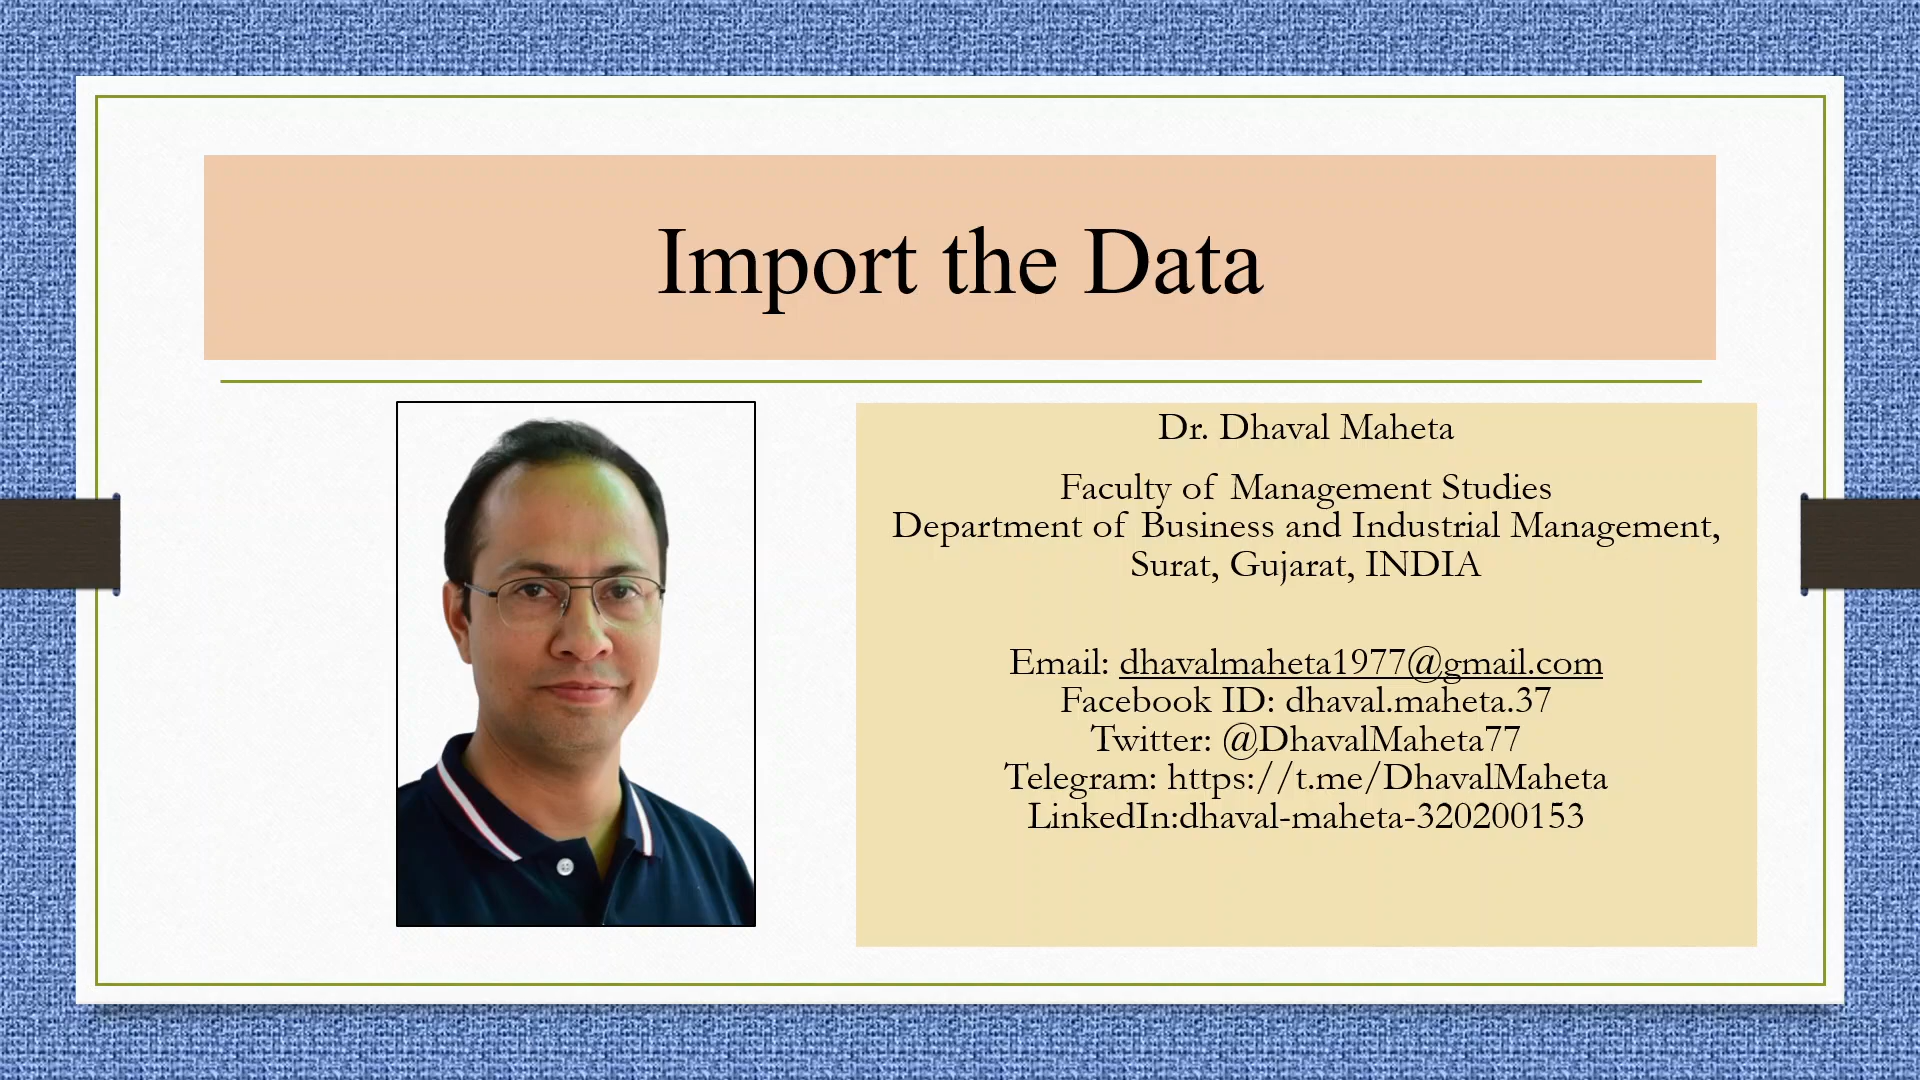 Import the Data
Dr. Dhaval Maheta
Faculty of Management Studies
Department of Business and Industrial Management,
Surat, Gujarat, INDIA
Email: dhavalmaheta1977@gmail.com
Facebook ID: dhaval.maheta.37
Twitter: @DhavalMaheta77
Telegram: https://t.me/DhavalMaheta
LinkedIn:dhaval-maheta-320200153